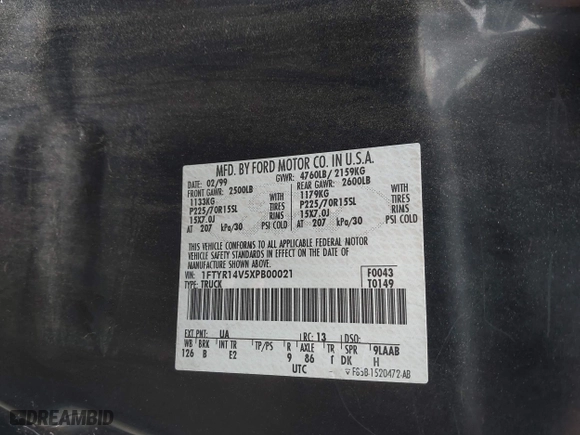 MFD. BY FORD MOTOR CO. IN U.S.A.
DATE: 02/99 GVWR: 4760LB/ 2159KG
FRONT GAWR: 2500LB REAR GAWR: 2600LB
1133KG WITH 1179KG WITH
P225/70R15SL TIRES P225/70R15SL TIRES
15X7.0J RIMS 15X7.0J RIMS
AT 207 kPa/30 PSI COLD AT 207 kPa/30 PSI COLD
THIS VEHICLE CONFORMS TO ALL APPLICABLE FEDERAL MOTOR
VEHICLE SAFETY STANDARDS IN EFFECT ON THE DATE OF
MANUFACTURE SHOWN ABOVE.
VIN: 1FTYR14V5XPB00021 F0043
TYPE: TRUCK T0149
EXT PNT: UA RC: 13 DSO:
WB BRK INT TR TP/PS R AXLE TR SPR 9LAAB
126 B E2 9 86 DK H
UTC
DREAMBID